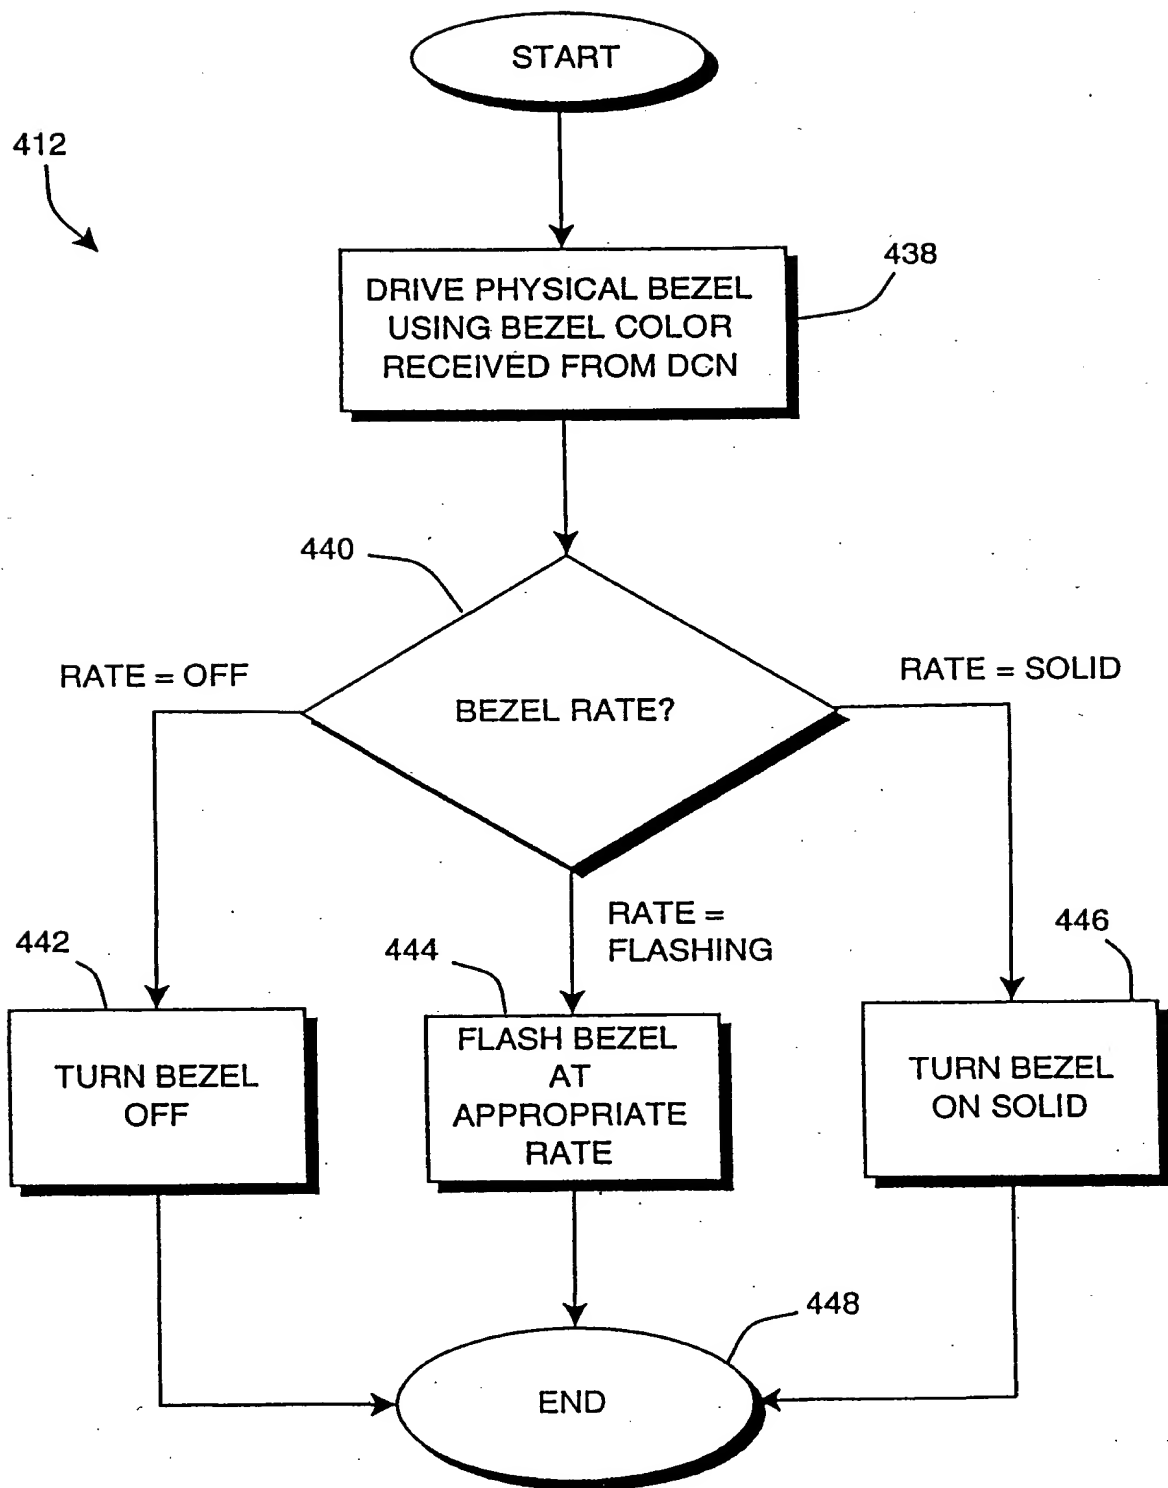 START
412
438
DRIVE PHYSICAL BEZEL
USING BEZEL COLOR
RECEIVED FROM DCN
440
RATE = OFF
BEZEL RATE?
RATE = SOLID
RATE =
FLASHING
442
444
446
TURN BEZEL
OFF
FLASH BEZEL
AT
APPROPRIATE
RATE
TURN BEZEL
ON SOLID
448
END